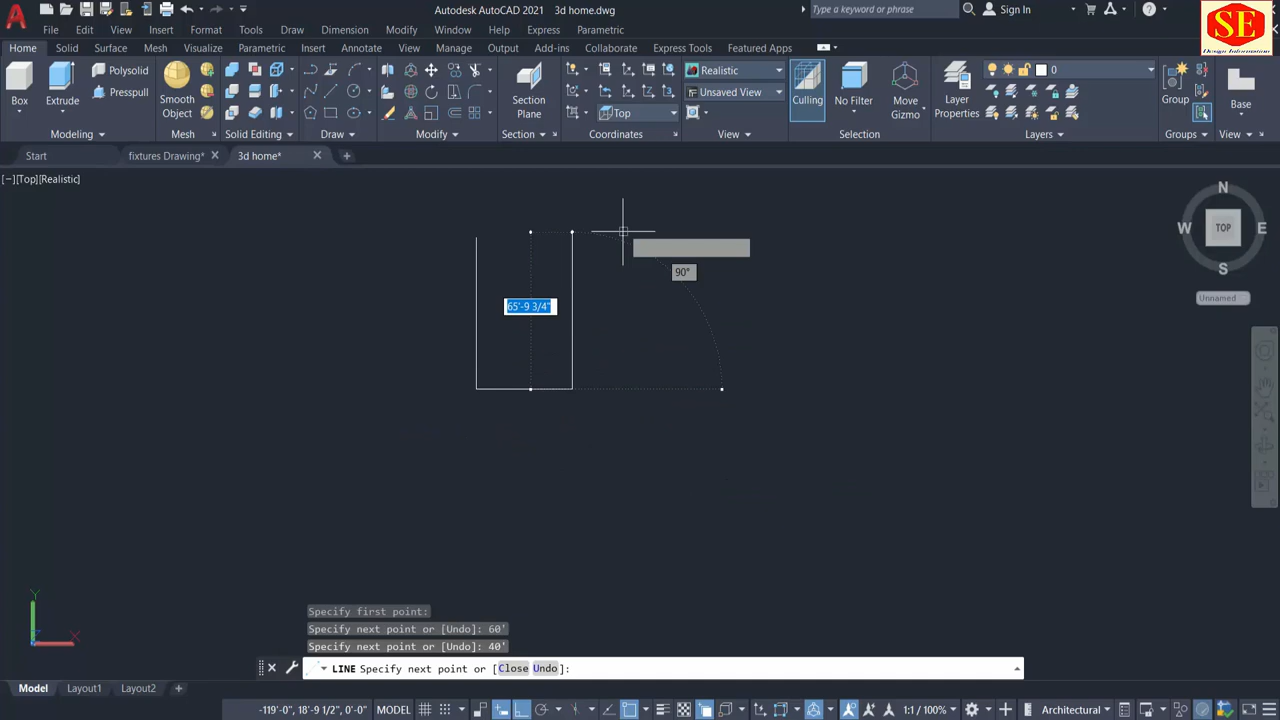 Autodesk AutoCAD 2021 3d home.dwg
Type a keyword or phrase
Sign In
SE
Design Information
File Edit View Insert Format Tools Draw Dimension Modify Window Help Express Parametric
Home Solid Surface Mesh Visualize Parametric Insert Annotate View Manage Output Add-ins Collaborate Express Tools Featured Apps
Box
Extrude
Polysolid
Presspull
Smooth
Object
Section
Plane
Top
Realistic
Unsaved View
Culling
No Filter
Move
Gizmo
Layer
Properties
0
Group
Base
Modeling
Mesh
Solid Editing
Draw
Modify
Section
Coordinates
View
Selection
Layers
Groups
View
Start fixtures Drawing* 3d home*
[−][Top][Realistic]
N
W TOP E
S
Unnamed
90°
65'-9 3/4"
Y
X
Specify first point:
Specify next point or [Undo]: 60'
Specify next point or [Undo]: 40'
LINE Specify next point or [Close Undo]:
Model Layout1 Layout2
-119'-0", 18'-9 1/2", 0'-0" MODEL 1:1 / 100% Architectural